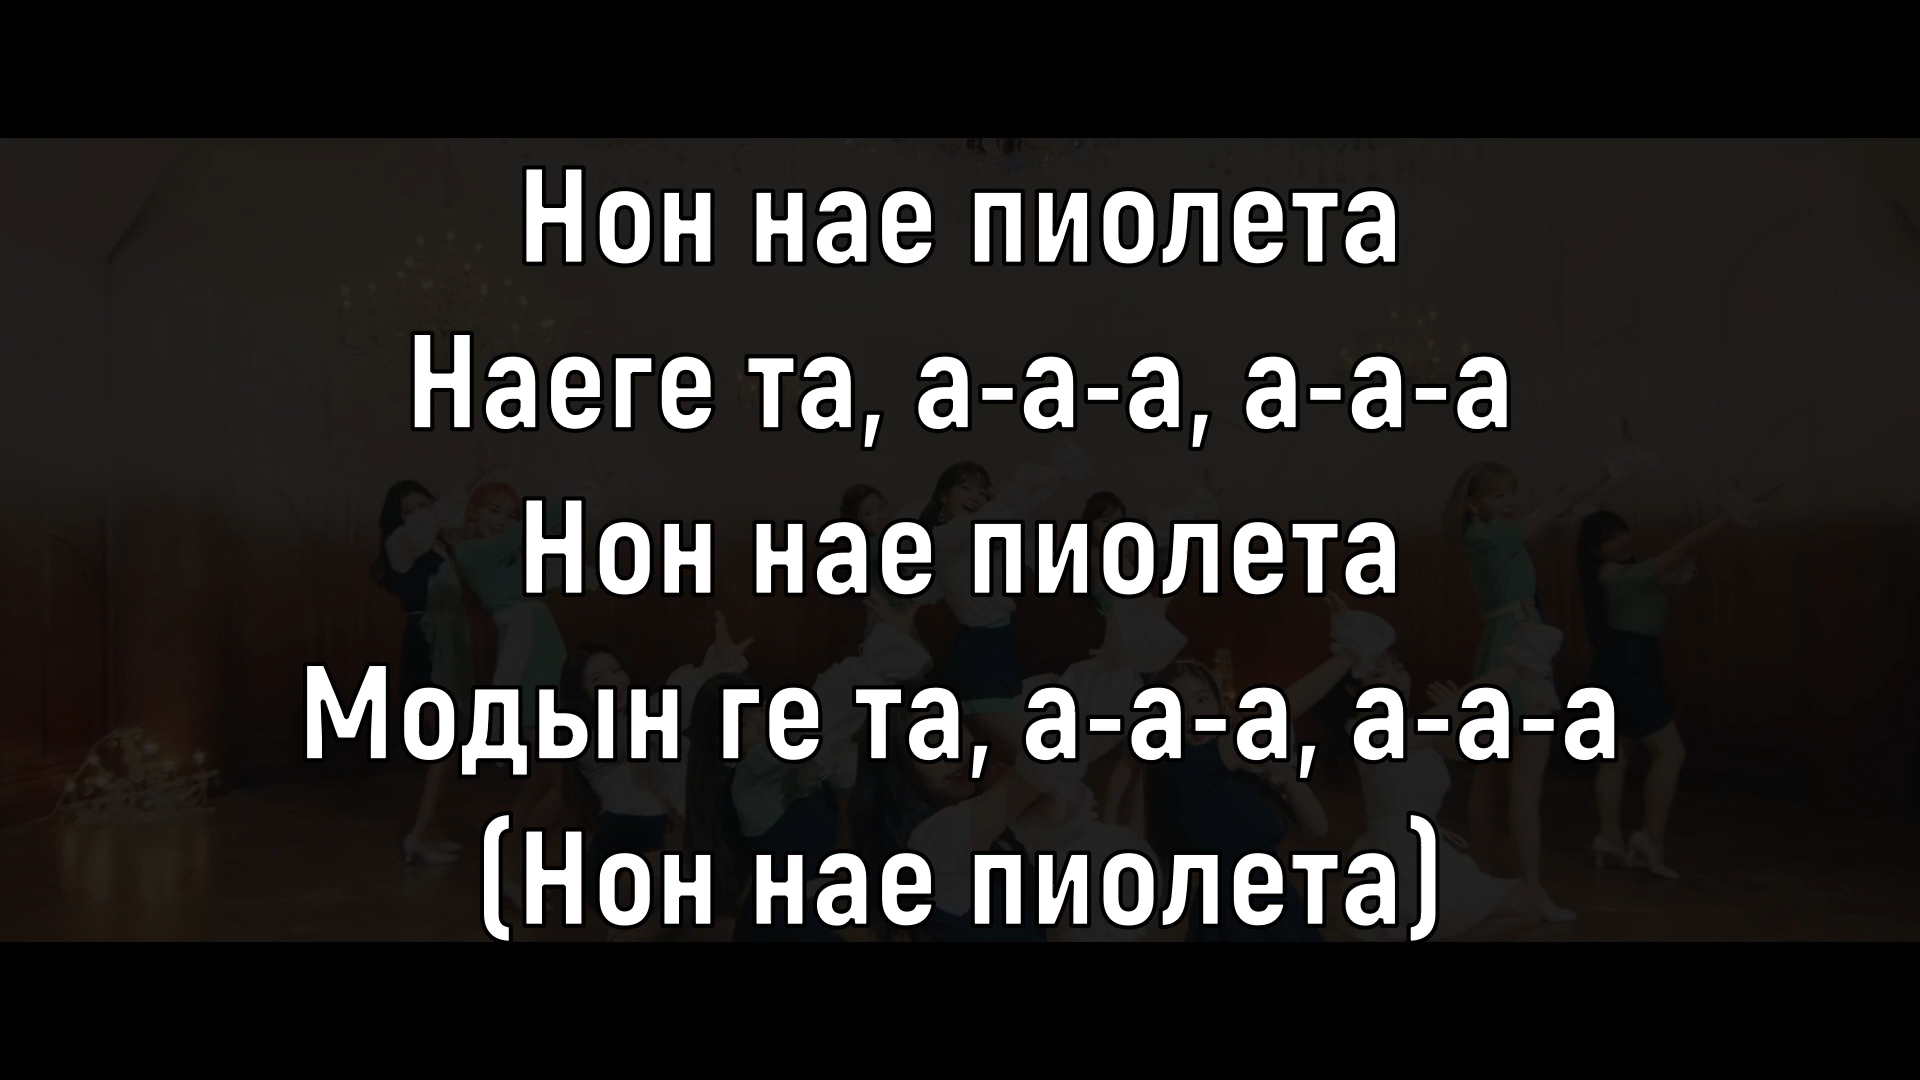 Нон нае пиолета
Наеге та, а-а-а, а-а-а
Нон нае пиолета
Модын ге та, а-а-а, а-а-а
(Нон нае пиолета)